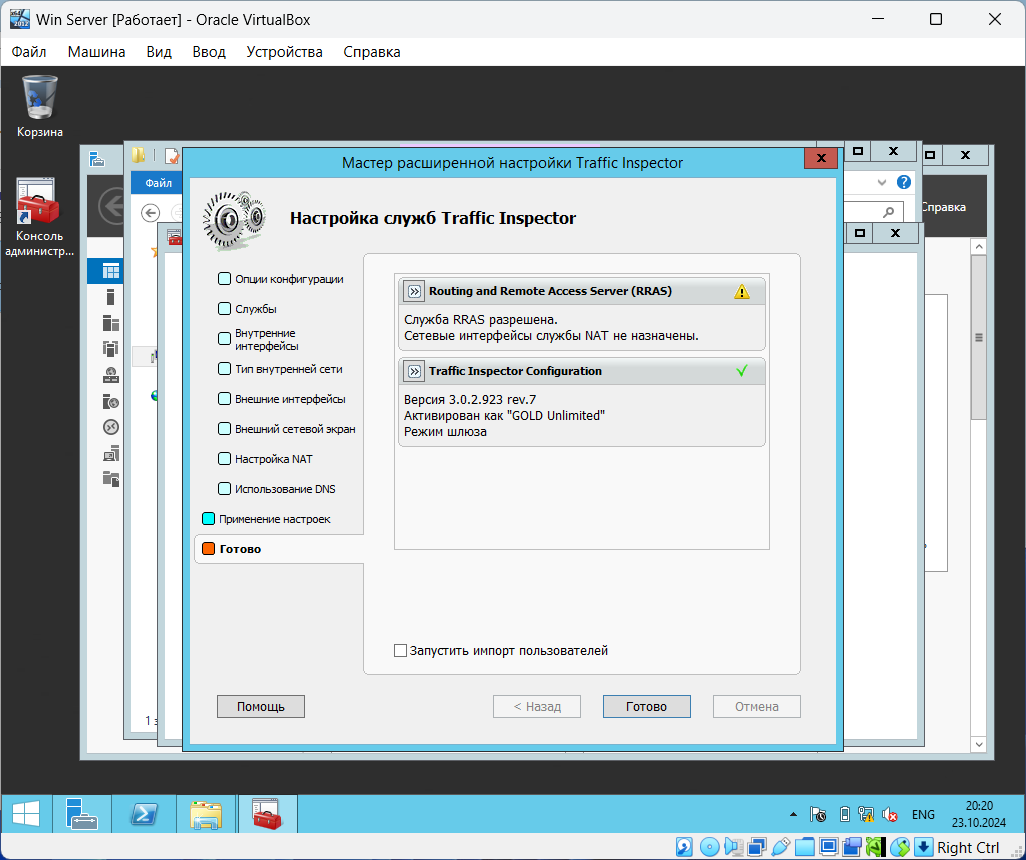 Win Server [Работает] - Oracle VirtualBox
Файл Машина Вид Ввод Устройства Справка
Корзина
Консоль
администр...
Файл
Справка
Мастер расширенной настройки Traffic Inspector
Настройка служб Traffic Inspector
Опции конфигурации
Службы
Внутренние
интерфейсы
Тип внутренней сети
Внешние интерфейсы
Внешний сетевой экран
Настройка NAT
Использование DNS
Применение настроек
Готово
Routing and Remote Access Server (RRAS)
Служба RRAS разрешена.
Сетевые интерфейсы службы NAT не назначены.
Traffic Inspector Configuration
Версия 3.0.2.923 rev.7
Активирован как "GOLD Unlimited"
Режим шлюза
Запустить импорт пользователей
Помощь
< Назад
Готово
Отмена
ENG
20:20
23.10.2024
Right Ctrl